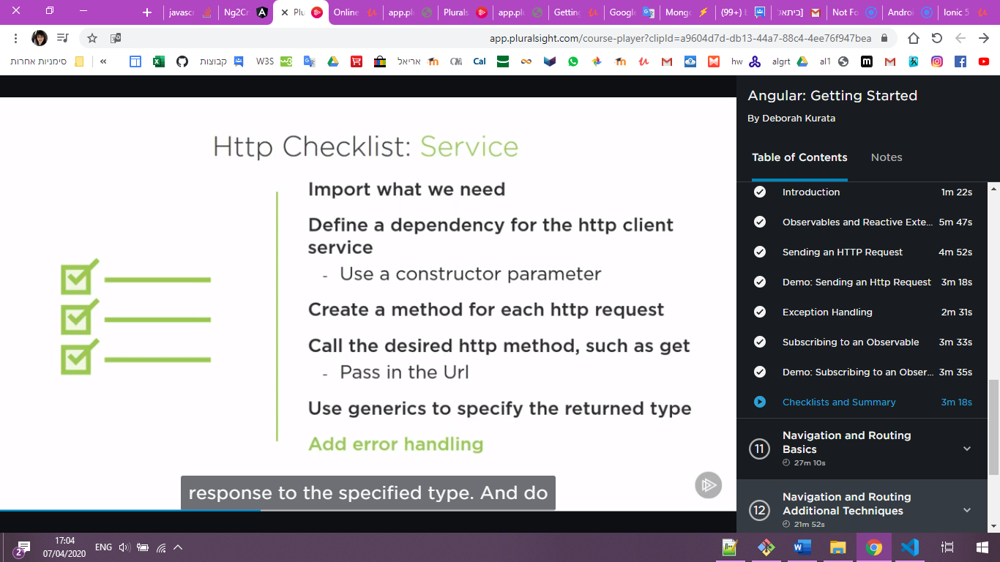 javascr
Ng2Cr
Plu
Online
app.plu
Plurals
app.plu
Getting
Google
Mongo
(99+)
[ביתאל
Not Fo
Androi
Ionic 5
app.pluralsight.com/course-player?clipId=a9604d7d-db13-44a7-88c4-4ee76f947bea
סימניות אחרות
«
קבוצות
W3S
אריאל
Cal
hw
algrt
al1
Http Checklist: Service
Import what we need
Define a dependency for the http client
service
- Use a constructor parameter
Create a method for each http request
Call the desired http method, such as get
- Pass in the Url
Use generics to specify the returned type
Add error handling
response to the specified type. And do
Angular: Getting Started
By Deborah Kurata
Table of Contents Notes
Introduction 1m 22s
Observables and Reactive Exte... 5m 47s
Sending an HTTP Request 4m 52s
Demo: Sending an Http Request 3m 18s
Exception Handling 2m 31s
Subscribing to an Observable 3m 33s
Demo: Subscribing to an Obser... 3m 35s
Checklists and Summary 3m 18s
11 Navigation and Routing
Basics
27m 10s
12 Navigation and Routing
Additional Techniques
21m 52s
2
17:04
07/04/2020
ENG